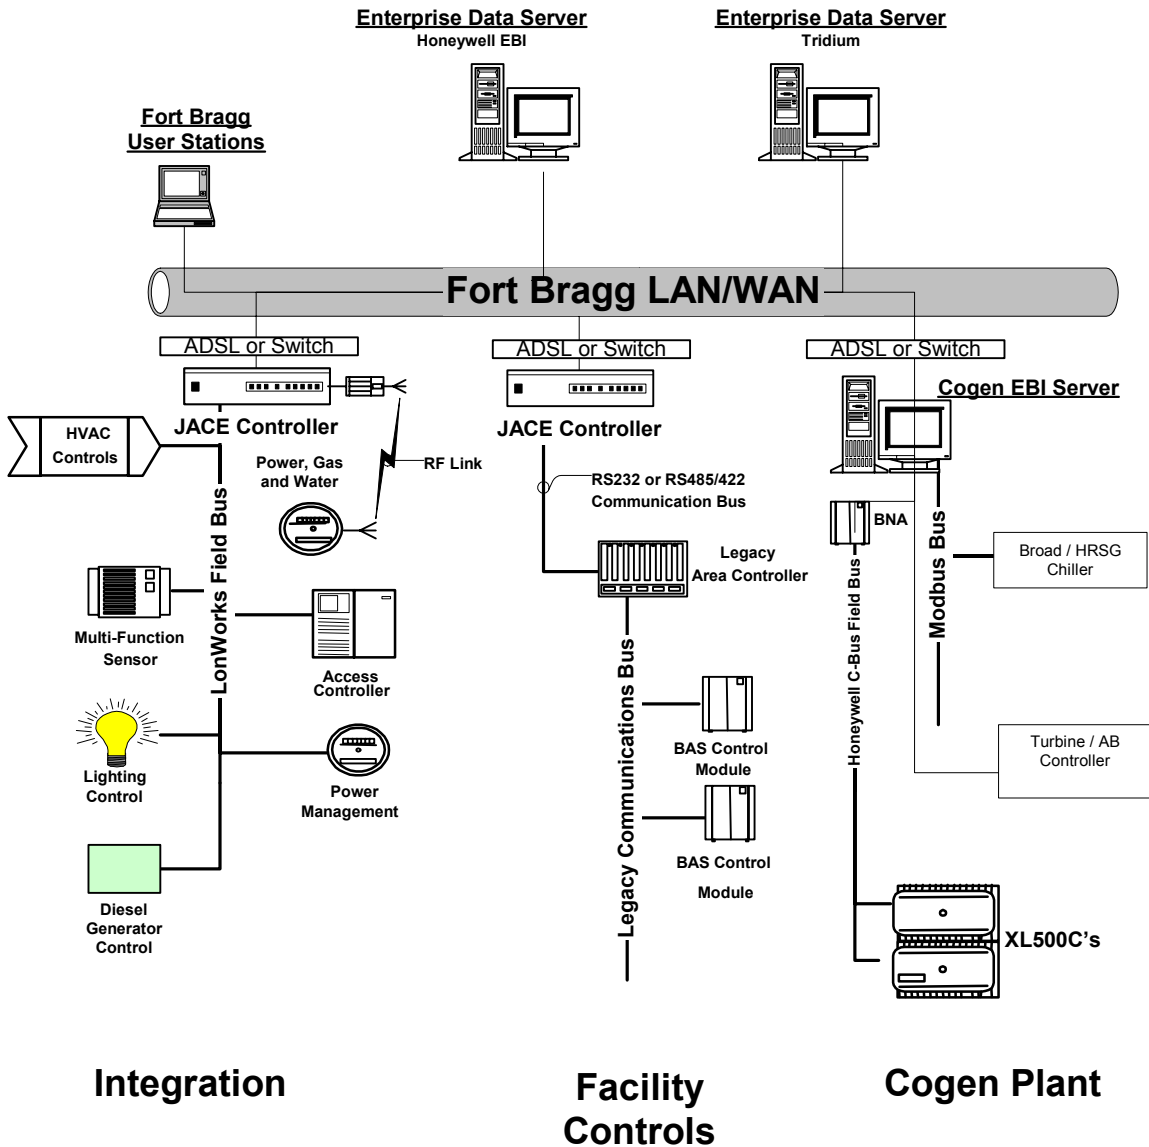 Enterprise Data Server
Honeywell EBI
Enterprise Data Server
Tridium
Fort Bragg
User Stations
Fort Bragg LAN/WAN
ADSL or Switch
ADSL or Switch
ADSL or Switch
JACE Controller
JACE Controller
Cogen EBI Server
HVAC
Controls
Power, Gas
and Water
RF Link
RS232 or RS485/422
Communication Bus
BNA
LonWorks Field Bus
Legacy
Area Controller
Broad / HRSG
Chiller
Modbus Bus
Honeywell C-Bus Field Bus
Multi-Function
Sensor
Access
Controller
Legacy Communications Bus
BAS Control
Module
Turbine / AB
Controller
Lighting
Control
Power
Management
BAS Control
Module
Diesel
Generator
Control
XL500C's
Integration
Facility
Controls
Cogen Plant